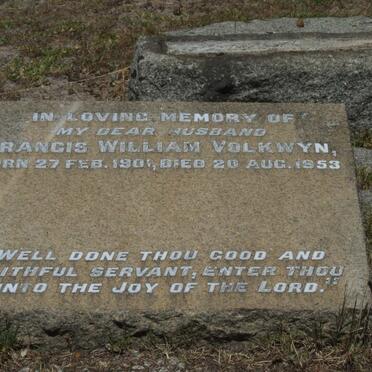 IN LOVING MEMORY OF
MY DEAR HUSBAND
FRANCIS WILLIAM VOLKWYN,
BORN 27 FEB. 1901, DIED 20 AUG. 1953
"WELL DONE THOU GOOD AND
FAITHFUL SERVANT, ENTER THOU
INTO THE JOY OF THE LORD."